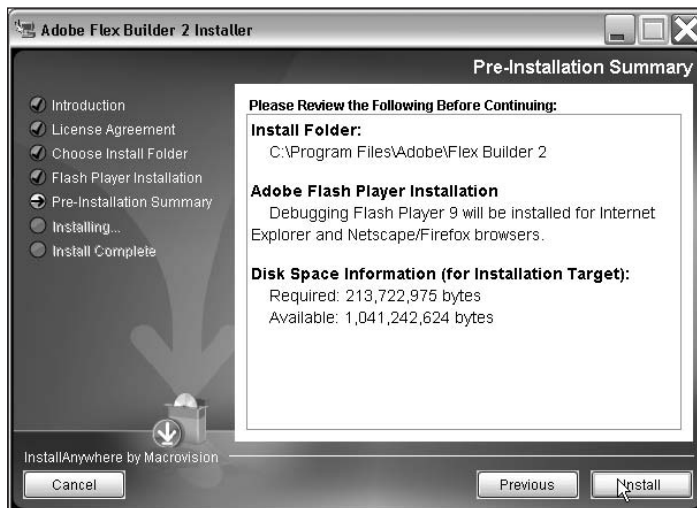 Adobe Flex Builder 2 Installer
Pre-Installation Summary
Introduction
License Agreement
Choose Install Folder
Flash Player Installation
Pre-Installation Summary
Installing...
Install Complete
Please Review the Following Before Continuing:
Install Folder:
C:\Program Files\Adobe\Flex Builder 2
Adobe Flash Player Installation
Debugging Flash Player 9 will be installed for Internet
Explorer and Netscape/Firefox browsers.
Disk Space Information (for Installation Target):
Required: 213,722,975 bytes
Available: 1,041,242,624 bytes
InstallAnywhere by Macrovision
Cancel
Previous
Install